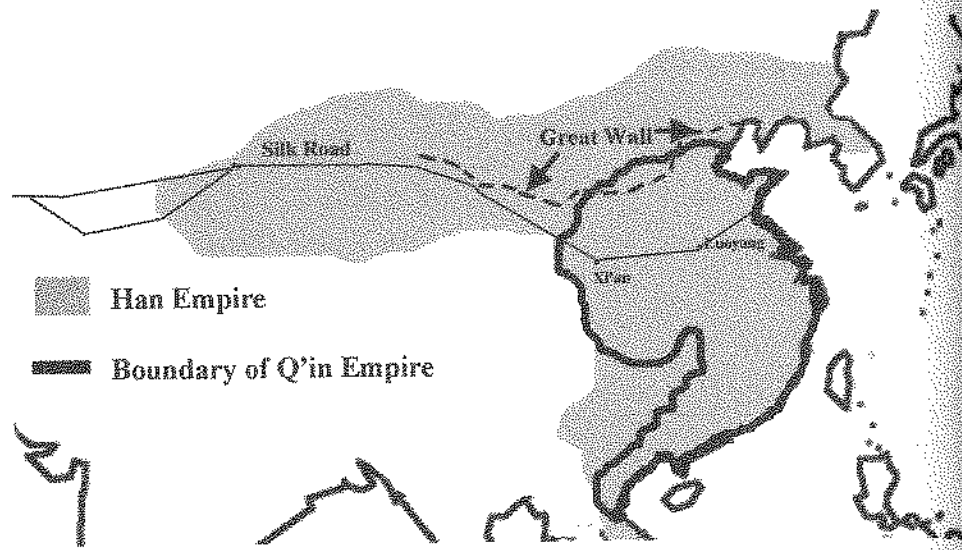 Great Wall
Silk Road
Luoyang
Xi'an
Han Empire
Boundary of Q'in Empire